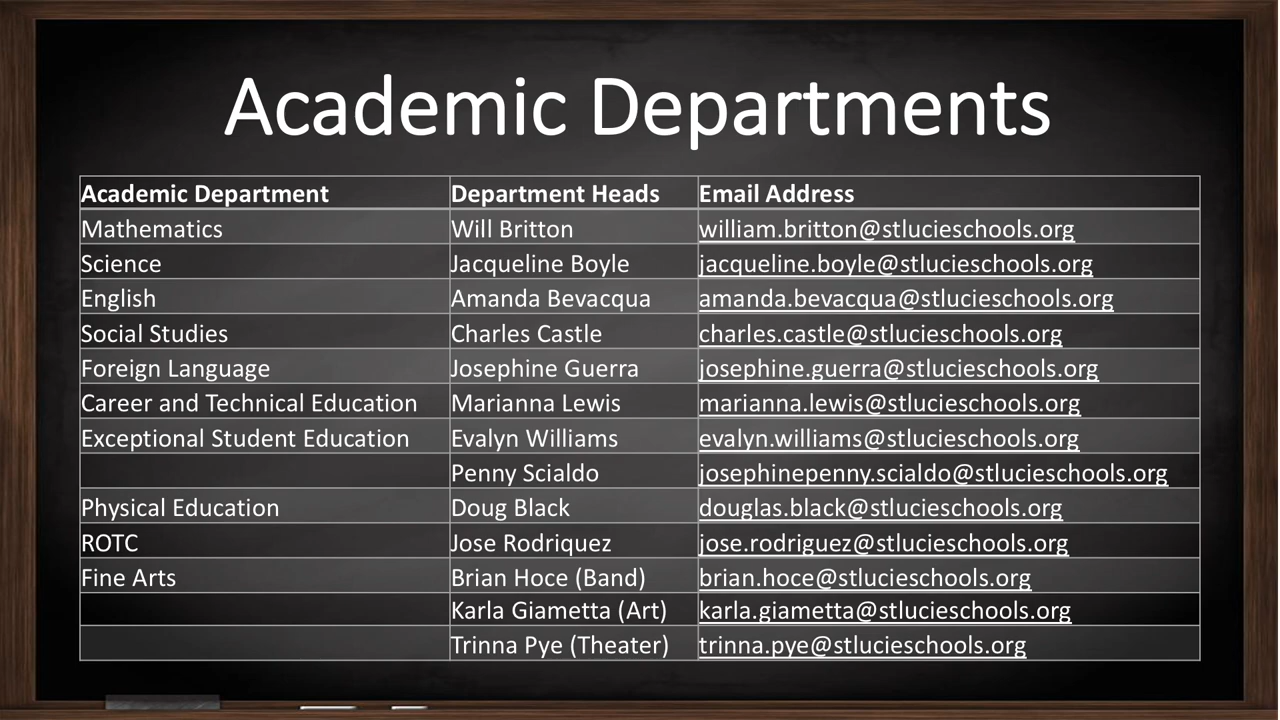 Academic Departments
Academic Department Department Heads Email Address
Mathematics Will Britton william.britton@stlucieschools.org
Science Jacqueline Boyle jacqueline.boyle@stlucieschools.org
English Amanda Bevacqua amanda.bevacqua@stlucieschools.org
Social Studies Charles Castle charles.castle@stlucieschools.org
Foreign Language Josephine Guerra josephine.guerra@stlucieschools.org
Career and Technical Education Marianna Lewis marianna.lewis@stlucieschools.org
Exceptional Student Education Evalyn Williams evalyn.williams@stlucieschools.org
Penny Scialdo josephinepenny.scialdo@stlucieschools.org
Physical Education Doug Black douglas.black@stlucieschools.org
ROTC Jose Rodriquez jose.rodriguez@stlucieschools.org
Fine Arts Brian Hoce (Band) brian.hoce@stlucieschools.org
Karla Giametta (Art) karla.giametta@stlucieschools.org
Trinna Pye (Theater) trinna.pye@stlucieschools.org